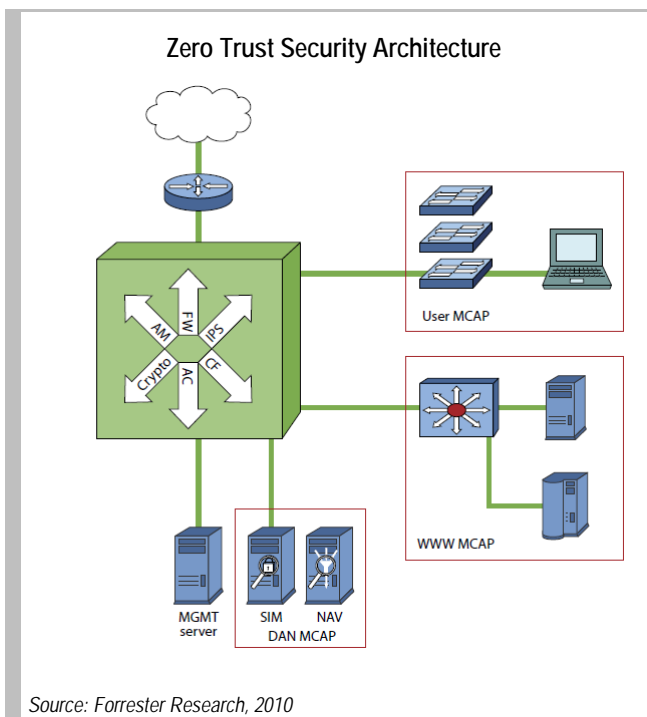 Zero Trust Security Architecture
FW
IPS
AM
Crypto
AC
CF
User MCAP
WWW MCAP
MGMT
server
SIM
NAV
DAN MCAP
Source: Forrester Research, 2010